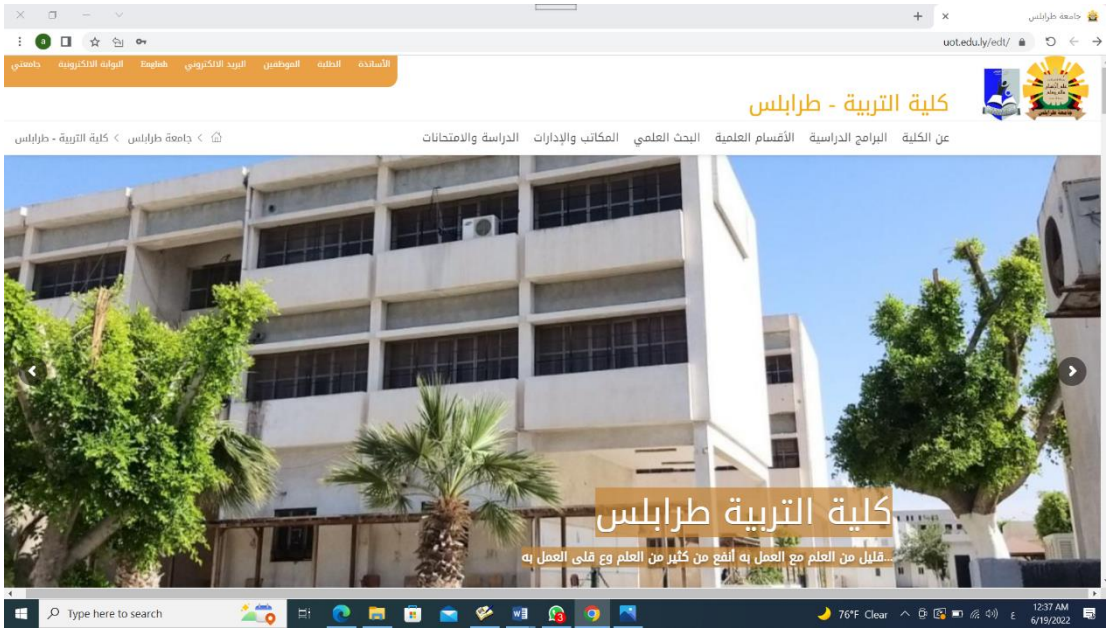 جامعة طرابلس
uot.edu.ly/edt/
الأساتذة الطلبة الموظفين البريد الالكتروني English البوابة الالكترونية جامعتي
كلية التربية - طرابلس
عن الكلية البرامج الدراسية الأقسام العلمية البحث العلمي المكاتب والإدارات الدراسة والامتحانات
جامعة طرابلس > كلية التربية - طرابلس
كلية التربية طرابلس
قليل من العلم مع العمل به أنفع من كثير من العلم وع قلى العمل به...
Type here to search
76°F Clear
ع
12:37 AM
6/19/2022